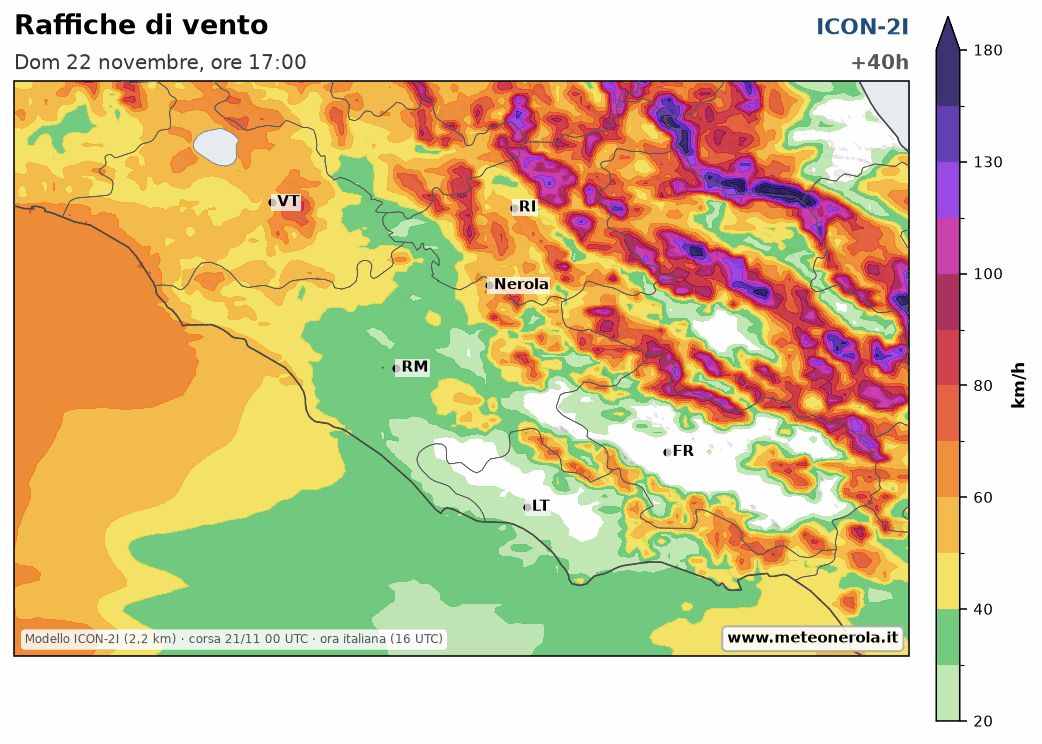 Raffiche di vento
ICON-2I
Dom 22 novembre, ore 17:00
+40h
180
130
100
80
60
40
20
km/h
VT
RI
Nerola
RM
FR
LT
Modello ICON-2I (2,2 km) · corsa 21/11 00 UTC · ora italiana (16 UTC)
www.meteonerola.it